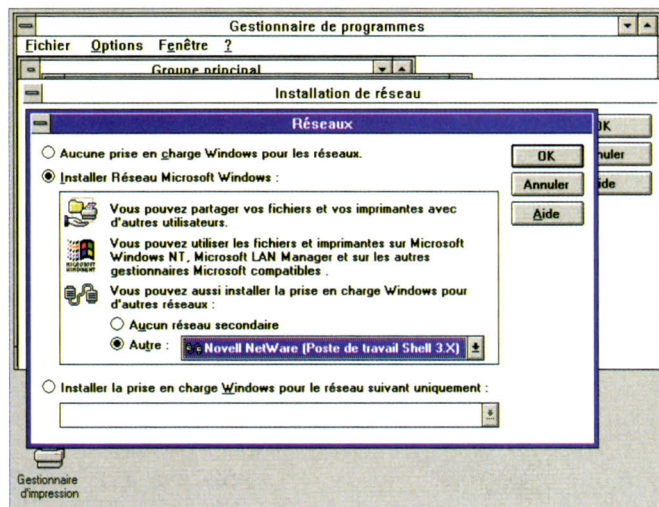 Gestionnaire de programmes
Fichier Options Fenêtre ?
Groupe principal
Installation de réseau
Réseaux
Aucune prise en charge Windows pour les réseaux.
OK
OK
Installer Réseau Microsoft Windows :
Annuler
nuler
Vous pouvez partager vos fichiers et vos imprimantes avec
d'autres utilisateurs.
Aide
ide
Vous pouvez utiliser les fichiers et imprimantes sur Microsoft
Windows NT, Microsoft LAN Manager et sur les autres
gestionnaires Microsoft compatibles .
MICROSOFT
Vous pouvez aussi installer la prise en charge Windows pour
d'autres réseaux :
Aucun réseau secondaire
Autre :
Novell NetWare (Poste de travail Shell 3.X)
Installer la prise en charge Windows pour le réseau suivant uniquement :
Gestionnaire
d'impression